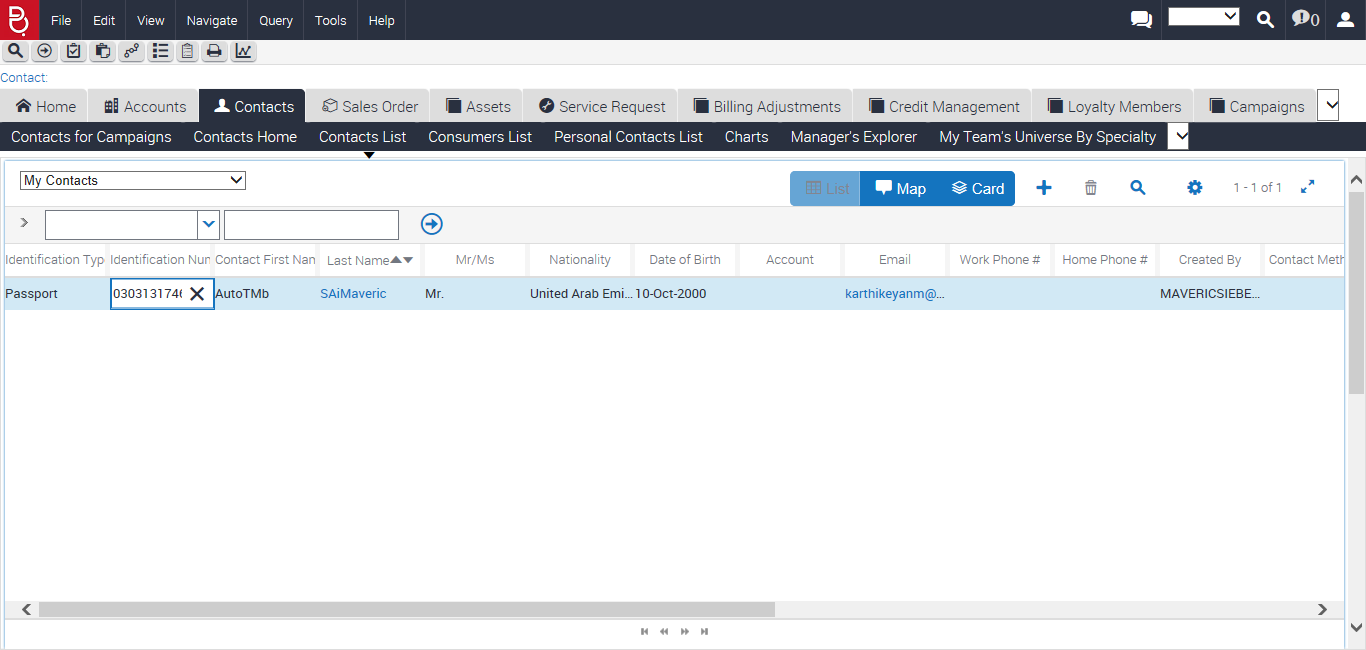 File Edit View Navigate Query Tools Help 0
Contact:
Home Accounts Contacts Sales Order Assets Service Request Billing Adjustments Credit Management Loyalty Members Campaigns
Contacts for Campaigns Contacts Home Contacts List Consumers List Personal Contacts List Charts Manager's Explorer My Team's Universe By Specialty
My Contacts List Map Card 1 - 1 of 1
Identification Typ Identification Nun Contact First Nan Last Name Mr/Ms Nationality Date of Birth Account Email Work Phone # Home Phone # Created By Contact Meth
Passport 030313174 AutoTMb SAiMaveric Mr. United Arab Emi... 10-Oct-2000 karthikeyanm@... MAVERICSIEBE...